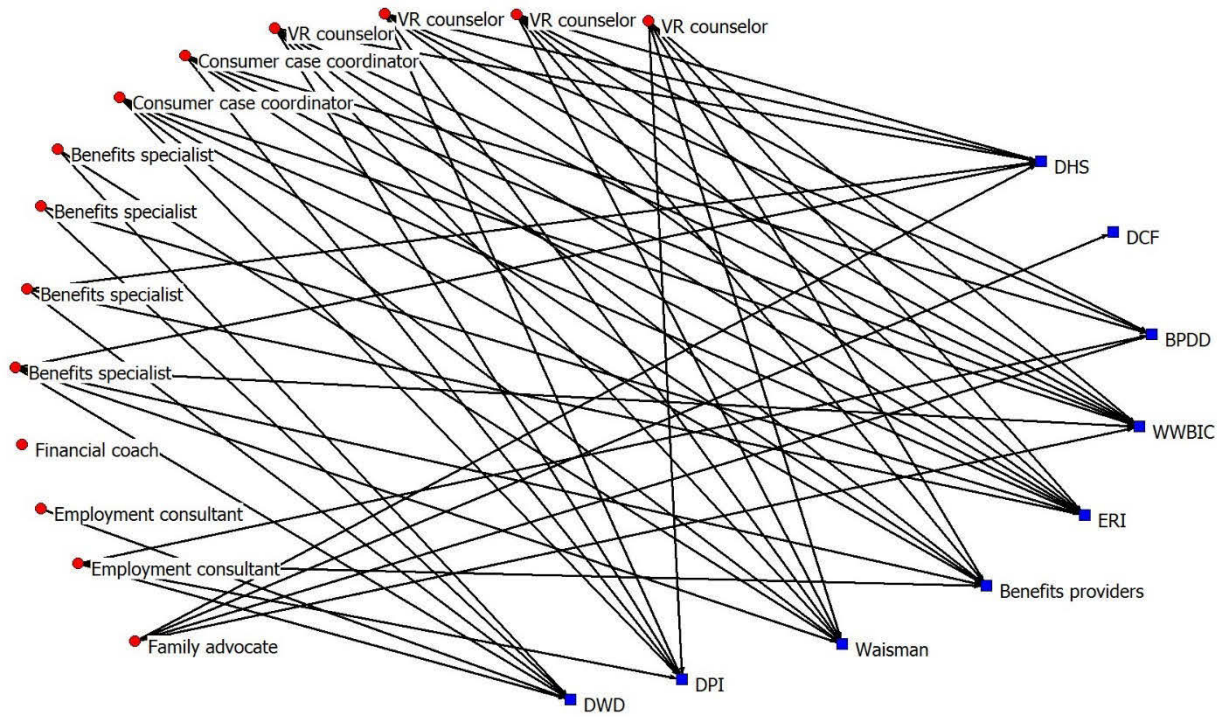 VR counselor
VR counselor
VR counselor
VR counselor
Consumer case coordinator
Consumer case coordinator
Benefits specialist
Benefits specialist
Benefits specialist
Benefits specialist
Financial coach
Employment consultant
Employment consultant
Family advocate
DHS
DCF
BPDD
WWBIC
ERI
Benefits providers
Waisman
DPI
DWD